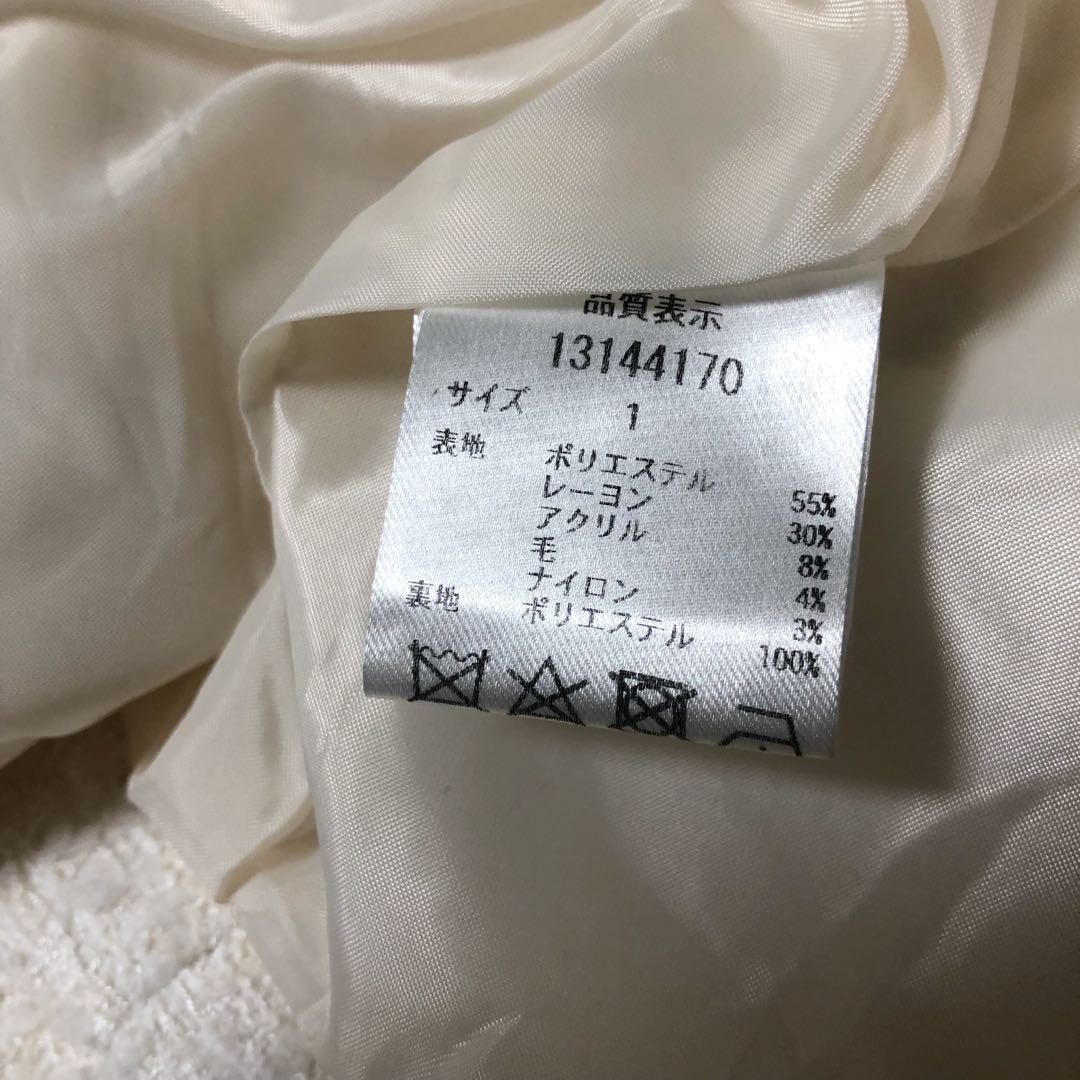 品質表示
13144170
サイズ 1
表地 ポリエステル 55%
レーヨン 30%
アクリル 8%
毛 4%
ナイロン 3%
裏地 ポリエステル 100%